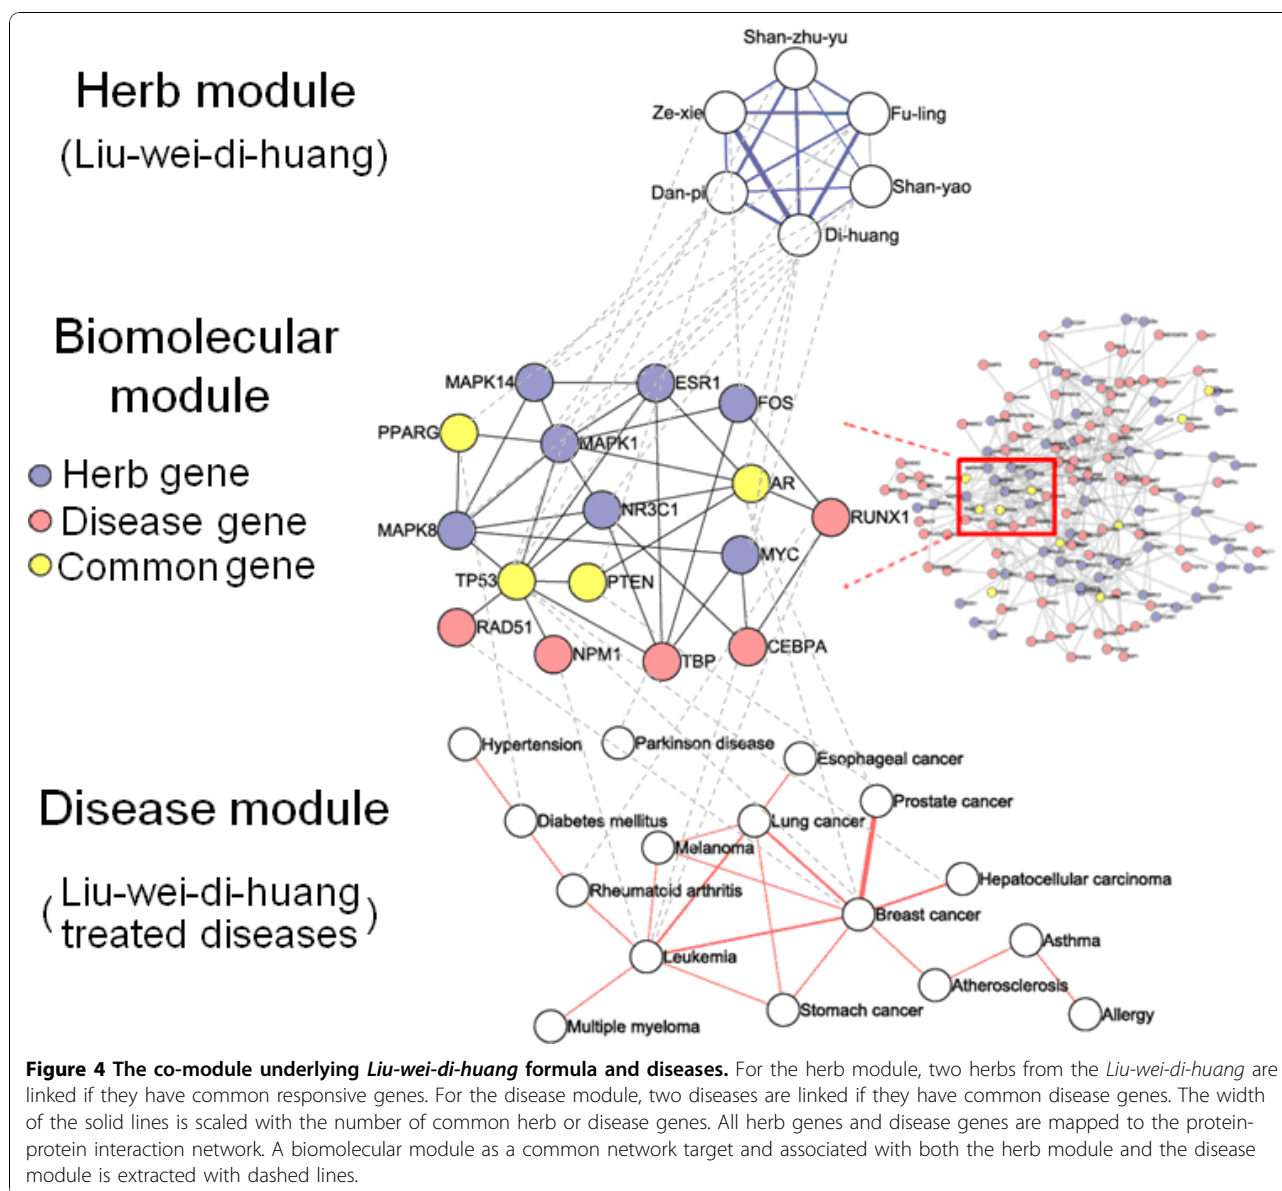 Herb module
(Liu-wei-di-huang)
Shan-zhu-yu
Ze-xie
Fu-ling
Dan-pi
Shan-yao
Di-huang
Biomolecular
module
Herb gene
Disease gene
Common gene
MAPK14
ESR1
FOS
PPARG
MAPK1
AR
NR3C1
RUNX1
MAPK8
MYC
TP53
PTEN
RAD51
NPM1
TBP
CEBPA
Disease module
(Liu-wei-di-huang
treated diseases)
Hypertension
Parkinson disease
Esophageal cancer
Prostate cancer
Diabetes mellitus
Lung cancer
Melanoma
Rheumatoid arthritis
Hepatocellular carcinoma
Breast cancer
Asthma
Leukemia
Atherosclerosis
Stomach cancer
Allergy
Multiple myeloma
Figure 4 The co-module underlying Liu-wei-di-huang formula and diseases. For the herb module, two herbs from the Liu-wei-di-huang are
linked if they have common responsive genes. For the disease module, two diseases are linked if they have common disease genes. The width
of the solid lines is scaled with the number of common herb or disease genes. All herb genes and disease genes are mapped to the protein-
protein interaction network. A biomolecular module as a common network target and associated with both the herb module and the disease
module is extracted with dashed lines.